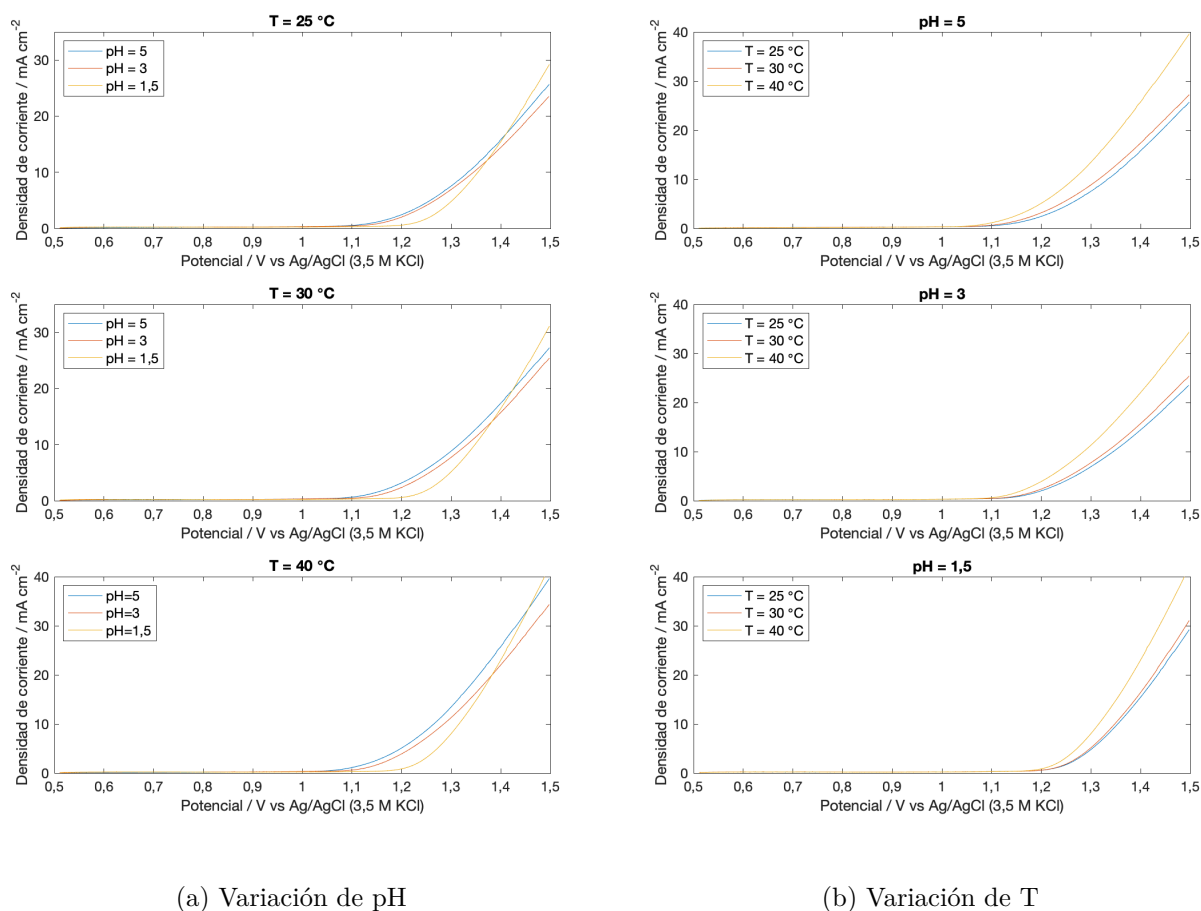 T = 25 °C
Densidad de corriente / mA cm-2
30
20
10
0
pH = 5
pH = 3
pH = 1,5
0,5 0,6 0,7 0,8 0,9 1 1,1 1,2 1,3 1,4 1,5
Potencial / V vs Ag/AgCl (3,5 M KCl)
T = 30 °C
Densidad de corriente / mA cm-2
30
20
10
0
pH = 5
pH = 3
pH = 1,5
0,5 0,6 0,7 0,8 0,9 1 1,1 1,2 1,3 1,4 1,5
Potencial / V vs Ag/AgCl (3,5 M KCl)
T = 40 °C
Densidad de corriente / mA cm-2
40
30
20
10
0
pH=5
pH=3
pH=1,5
0,5 0,6 0,7 0,8 0,9 1 1,1 1,2 1,3 1,4 1,5
Potencial / V vs Ag/AgCl (3,5 M KCl)
(a) Variación de pH
pH = 5
Densidad de corriente / mA cm-2
40
30
20
10
0
T = 25 °C
T = 30 °C
T = 40 °C
0,5 0,6 0,7 0,8 0,9 1 1,1 1,2 1,3 1,4 1,5
Potencial / V vs Ag/AgCl (3,5 M KCl)
pH = 3
Densidad de corriente / mA cm-2
40
30
20
10
0
T = 25 °C
T = 30 °C
T = 40 °C
0,5 0,6 0,7 0,8 0,9 1 1,1 1,2 1,3 1,4 1,5
Potencial / V vs Ag/AgCl (3,5 M KCl)
pH = 1,5
Densidad de corriente / mA cm-2
40
30
20
10
0
T = 25 °C
T = 30 °C
T = 40 °C
0,5 0,6 0,7 0,8 0,9 1 1,1 1,2 1,3 1,4 1,5
Potencial / V vs Ag/AgCl (3,5 M KCl)
(b) Variación de T